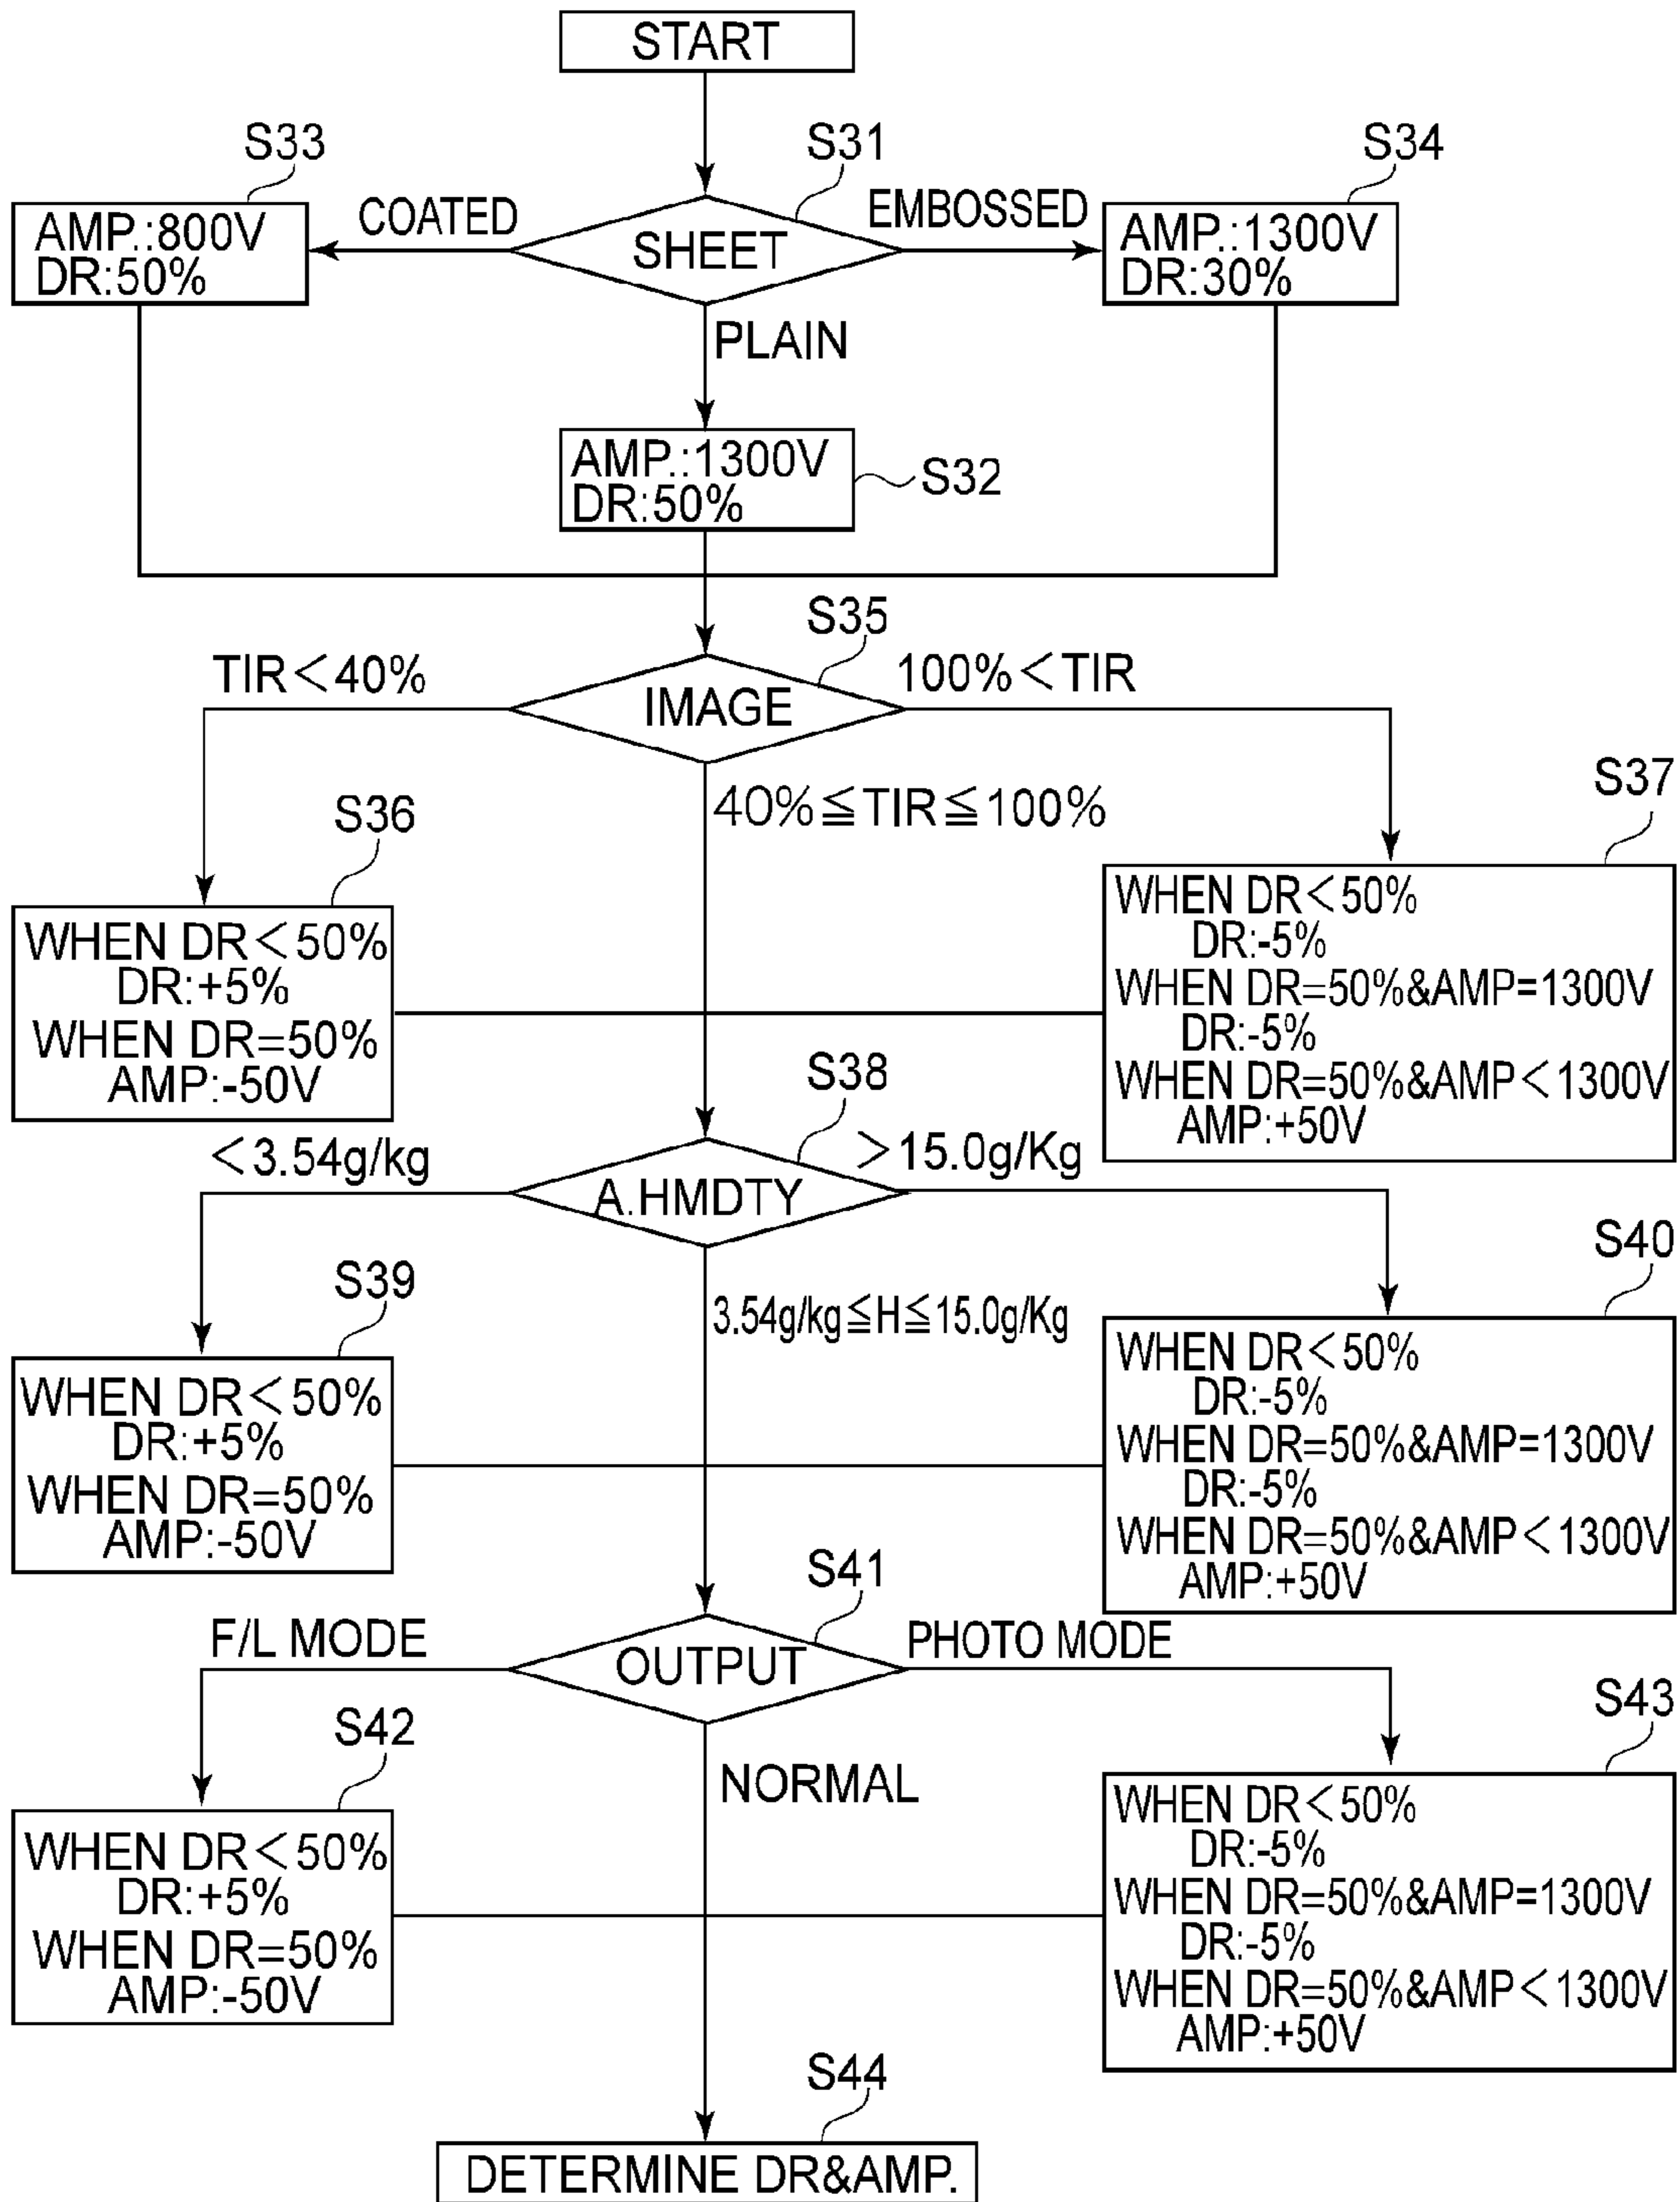 START
S31
S33
S34
COATED
EMBOSSED
SHEET
AMP.:800V
DR:50%
AMP.:1300V
DR:30%
PLAIN
AMP.:1300V
DR:50%
S32
S35
TIR<40%
100%<TIR
IMAGE
40%≦TIR≦100%
S36
S37
WHEN DR<50%
DR:+5%
WHEN DR=50%
AMP:-50V
WHEN DR<50%
DR:-5%
WHEN DR=50%&AMP=1300V
DR:-5%
WHEN DR=50%&AMP<1300V
AMP:+50V
S38
<3.54g/kg
>15.0g/Kg
A.HMDTY
3.54g/kg≦H≦15.0g/Kg
S39
S40
WHEN DR<50%
DR:+5%
WHEN DR=50%
AMP:-50V
WHEN DR<50%
DR:-5%
WHEN DR=50%&AMP=1300V
DR:-5%
WHEN DR=50%&AMP<1300V
AMP:+50V
S41
F/L MODE
PHOTO MODE
OUTPUT
NORMAL
S42
S43
WHEN DR<50%
DR:+5%
WHEN DR=50%
AMP:-50V
WHEN DR<50%
DR:-5%
WHEN DR=50%&AMP=1300V
DR:-5%
WHEN DR=50%&AMP<1300V
AMP:+50V
S44
DETERMINE DR&AMP.